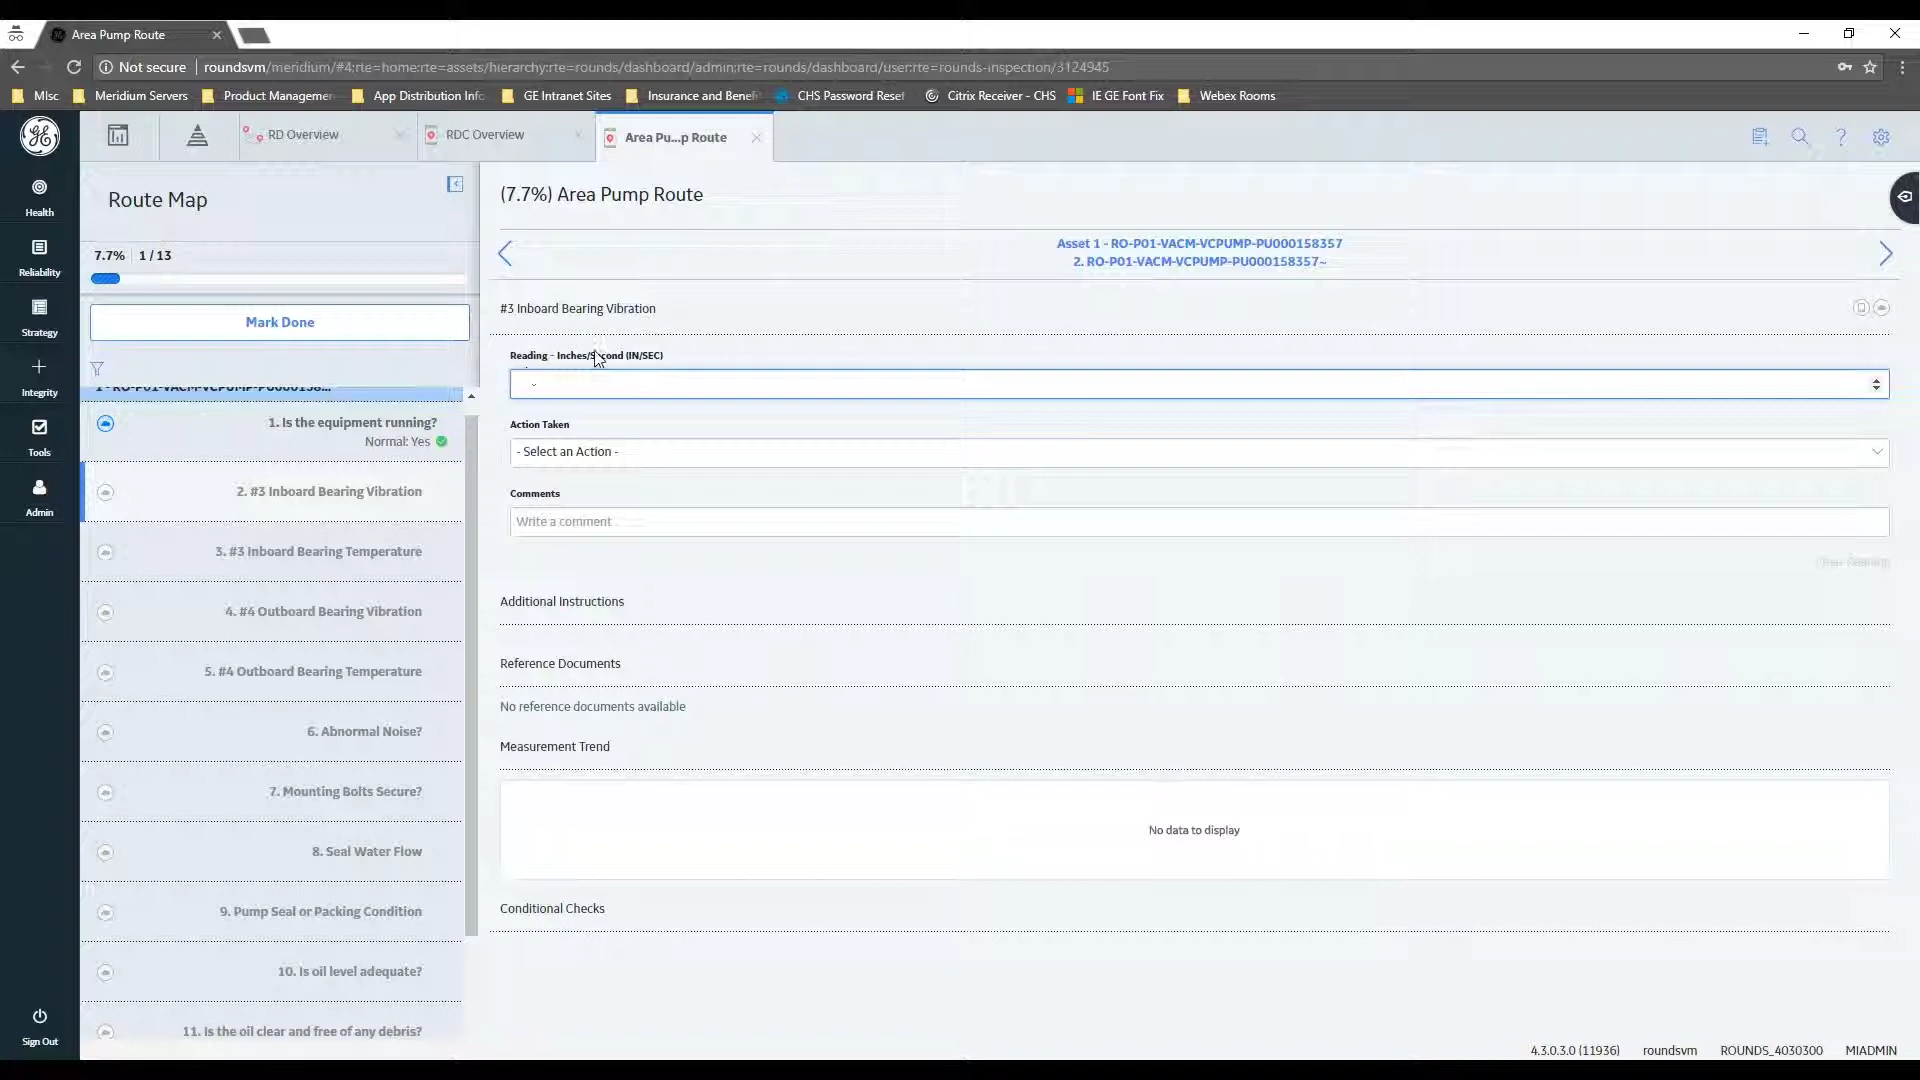 Area Pump Route
Not secure
roundsvm/meridium/#4;rte=home;rte=assets/hierarchy;rte=rounds/dashboard/admin;rte=rounds/dashboard/user;rte=rounds-inspection/3124945
MIsc
Meridium Servers
Product Managemen
App Distribution Info
GE Intranet Sites
Insurance and Benefi
CHS Password Reset
Citrix Receiver - CHS
IE GE Font Fix
Webex Rooms
RD Overview
RDC Overview
Area Pu...p Route
Health
Reliability
Strategy
Integrity
Tools
Admin
Sign Out
Route Map
7.7% 1 / 13
Mark Done
1 - RO-P01-VACM-VCPUMP-PU000158...
1. Is the equipment running?
Normal: Yes
2. #3 Inboard Bearing Vibration
3. #3 Inboard Bearing Temperature
4. #4 Outboard Bearing Vibration
5. #4 Outboard Bearing Temperature
6. Abnormal Noise?
7. Mounting Bolts Secure?
8. Seal Water Flow
9. Pump Seal or Packing Condition
10. Is oil level adequate?
11. Is the oil clear and free of any debris?
(7.7%) Area Pump Route
Asset 1 - RO-P01-VACM-VCPUMP-PU000158357
2. RO-P01-VACM-VCPUMP-PU000158357~
#3 Inboard Bearing Vibration
Reading - Inches/Second (IN/SEC)
Action Taken
- Select an Action -
Comments
Write a comment
Clear Reading
Additional Instructions
Reference Documents
No reference documents available
Measurement Trend
No data to display
Conditional Checks
4.3.0.3.0 (11936)
roundsvm
ROUNDS_4030300
MIADMIN